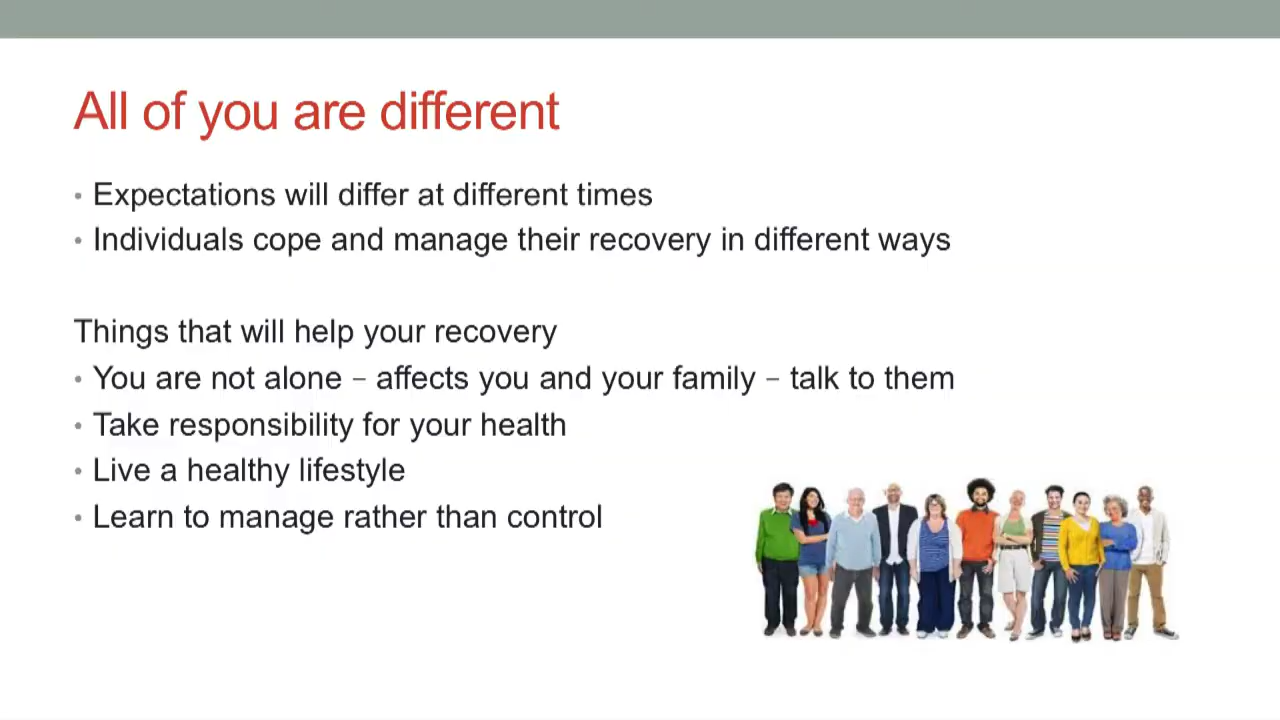 All of you are different
• Expectations will differ at different times
• Individuals cope and manage their recovery in different ways
Things that will help your recovery
• You are not alone – affects you and your family – talk to them
• Take responsibility for your health
• Live a healthy lifestyle
• Learn to manage rather than control